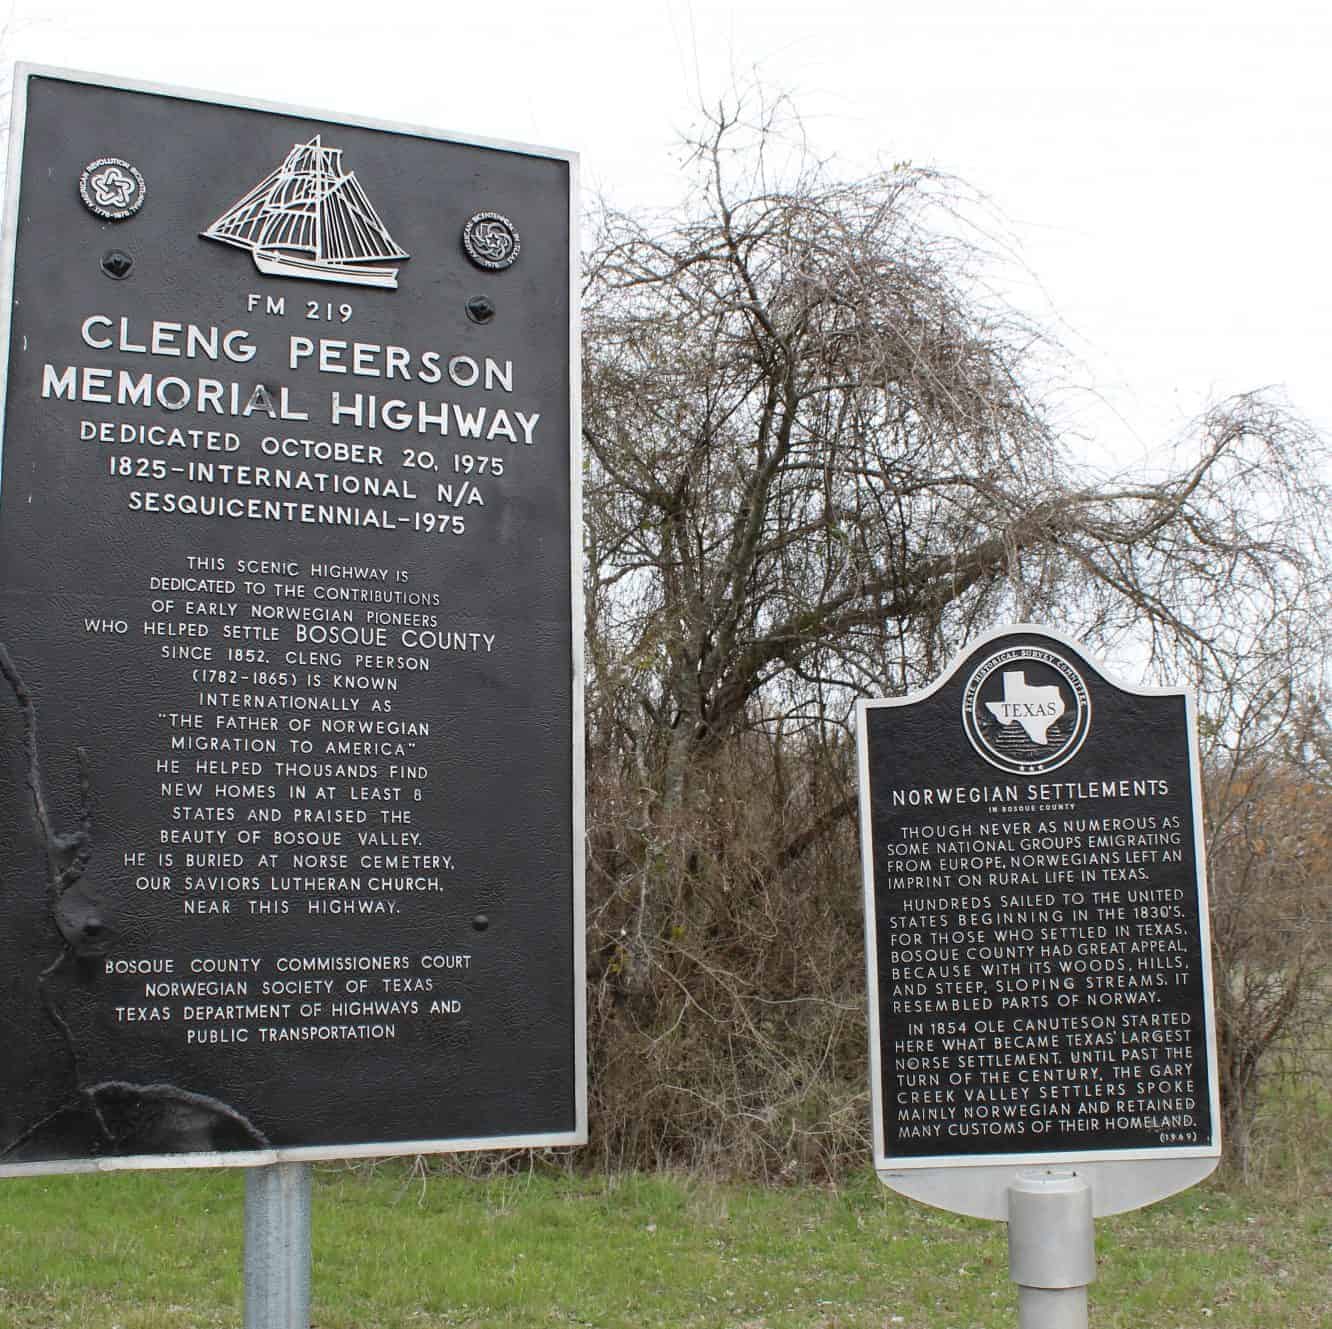 AMERICAN REVOLUTION BICENTENNIAL
1776-1976
FM 219
CLENG PEERSON
MEMORIAL HIGHWAY
DEDICATED OCTOBER 20, 1975
1825-INTERNATIONAL N/A
SESQUICENTENNIAL-1975
THIS SCENIC HIGHWAY IS
DEDICATED TO THE CONTRIBUTIONS
OF EARLY NORWEGIAN PIONEERS
WHO HELPED SETTLE BOSQUE COUNTY
SINCE 1852. CLENG PEERSON
(1782-1865) IS KNOWN
INTERNATIONALLY AS
"THE FATHER OF NORWEGIAN
MIGRATION TO AMERICA"
HE HELPED THOUSANDS FIND
NEW HOMES IN AT LEAST 8
STATES AND PRAISED THE
BEAUTY OF BOSQUE VALLEY.
HE IS BURIED AT NORSE CEMETERY,
OUR SAVIORS LUTHERAN CHURCH,
NEAR THIS HIGHWAY.
BOSQUE COUNTY COMMISSIONERS COURT
NORWEGIAN SOCIETY OF TEXAS
TEXAS DEPARTMENT OF HIGHWAYS AND
PUBLIC TRANSPORTATION
STATE HISTORICAL SURVEY COMMITTEE
TEXAS
NORWEGIAN SETTLEMENTS
IN BOSQUE COUNTY
THOUGH NEVER AS NUMEROUS AS
SOME NATIONAL GROUPS EMIGRATING
FROM EUROPE, NORWEGIANS LEFT AN
IMPRINT ON RURAL LIFE IN TEXAS.
HUNDREDS SAILED TO THE UNITED
STATES BEGINNING IN THE 1830'S.
FOR THOSE WHO SETTLED IN TEXAS,
BOSQUE COUNTY HAD GREAT APPEAL,
BECAUSE WITH ITS WOODS, HILLS,
AND STEEP, SLOPING STREAMS, IT
RESEMBLED PARTS OF NORWAY.
IN 1854 OLE CANUTESON STARTED
HERE WHAT BECAME TEXAS' LARGEST
NORSE SETTLEMENT. UNTIL PAST THE
TURN OF THE CENTURY, THE GARY
CREEK VALLEY SETTLERS SPOKE
MAINLY NORWEGIAN AND RETAINED
MANY CUSTOMS OF THEIR HOMELAND.
(1969)